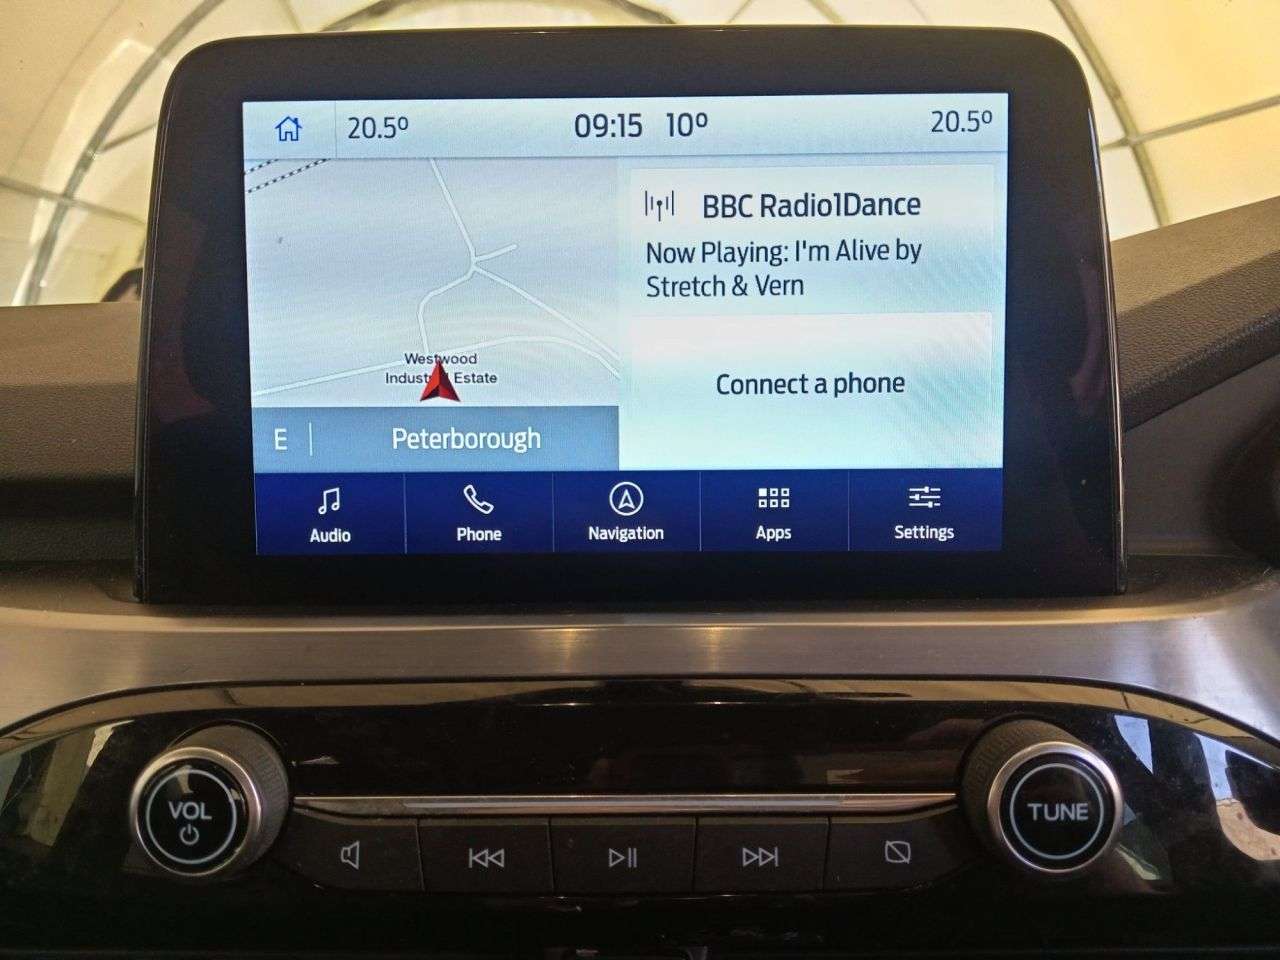 20.5º 09:15 10º 20.5º
BBC Radio1Dance
Now Playing: I'm Alive by
Stretch & Vern
Connect a phone
Westwood
Industrial Estate
E Peterborough
Audio Phone Navigation Apps Settings
VOL TUNE